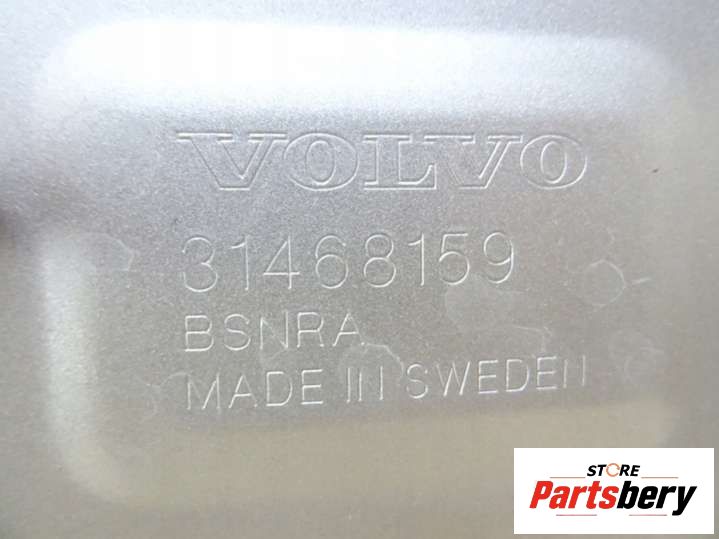 VOLVO
31468159
BSNRA
MADE IN SWEDEN
STORE
Partsbery